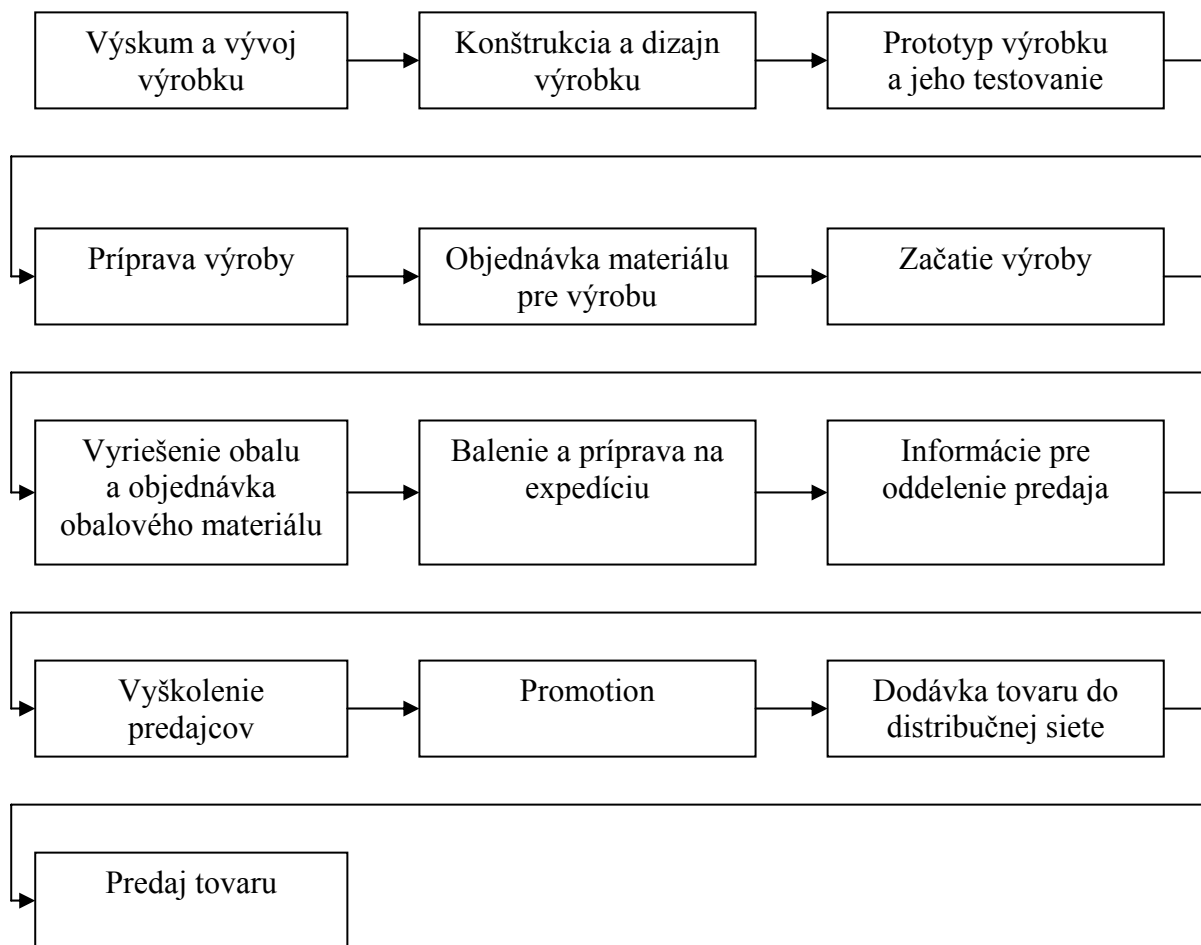 Výskum a vývoj
výrobku
Konštrukcia a dizajn
výrobku
Prototyp výrobku
a jeho testovanie
Príprava výroby
Objednávka materiálu
pre výrobu
Začatie výroby
Vyriešenie obalu
a objednávka
obalového materiálu
Balenie a príprava na
expedíciu
Informácie pre
oddelenie predaja
Vyškolenie
predajcov
Promotion
Dodávka tovaru do
distribučnej siete
Predaj tovaru